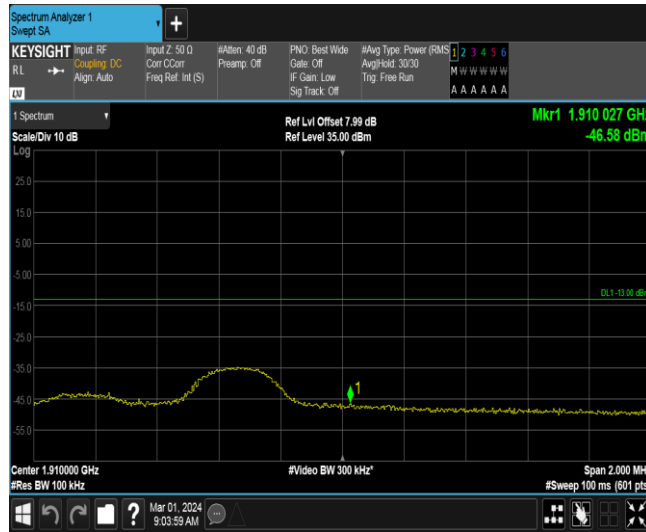 Spectrum Analyzer 1
Swept SA
+
KEYSIGHT
RL
LXI
Input: RF
Coupling: DC
Align: Auto
Input Z: 50 Ω
Corr CCorr
Freq Ref: Int (S)
#Atten: 40 dB
Preamp: Off
PNO: Best Wide
Gate: Off
IF Gain: Low
Sig Track: Off
#Avg Type: Power (RMS
Avg|Hold: 30/30
Trig: Free Run
1 2 3 4 5 6
M W W W W W
A A A A A A
1 Spectrum
Scale/Div 10 dB
Ref Lvl Offset 7.99 dB
Ref Level 35.00 dBm
Mkr1 1.910 027 GHz
-46.58 dBm
Log
25.0
15.0
5.00
-5.00
DL1 -13.00 dBm
-15.0
-25.0
-35.0
1
-45.0
-55.0
Center 1.910000 GHz
#Video BW 300 kHz*
Span 2.000 MH
#Res BW 100 kHz
#Sweep 100 ms (601 pts
?
Mar 01, 2024
9:03:59 AM